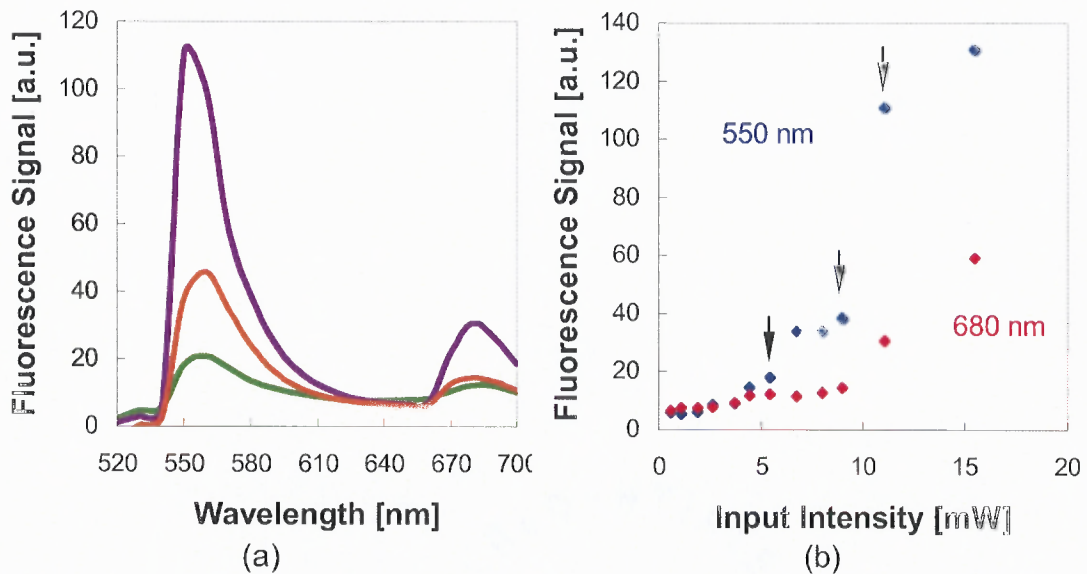 Fluorescence Signal [a.u.]
120
100
80
60
40
20
0
520 550 580 610 640 670 700
Wavelength [nm]
(a)
Fluorescence Signal [a.u.]
140
120
100
80
60
40
20
0
550 nm
680 nm
0 5 10 15 20
Input Intensity [mW]
(b)